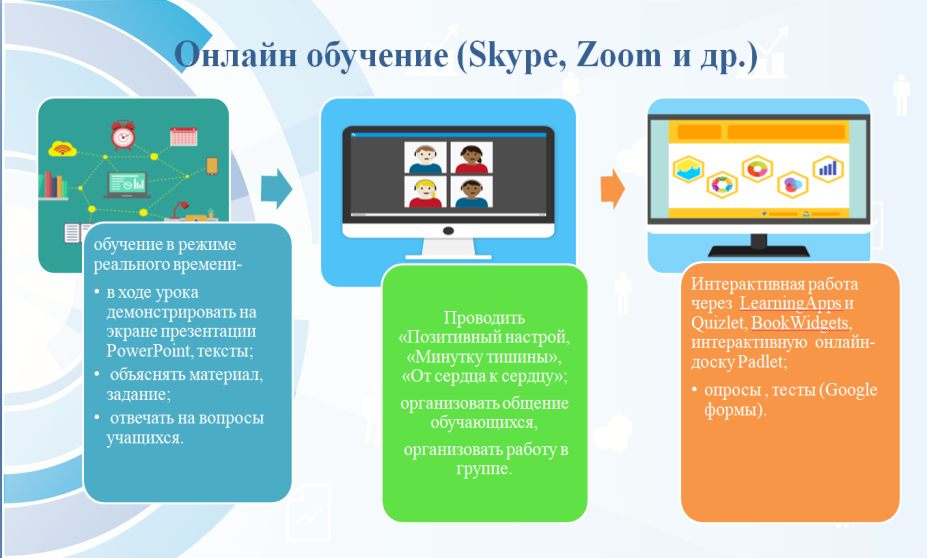 Онлайн обучение (Skype, Zoom и др.)
обучение в режиме
реального времени-
• в ходе урока
демонстрировать на
экране презентации
PowerPoint, тексты;
• объяснять материал,
задание;
• отвечать на вопросы
учащихся.
Проводить
«Позитивный настрой,
«Минутку тишины»,
«От сердца к сердцу»;
организовать общение
обучающихся,
организовать работу в
группе.
Интерактивная работа
через LearningApps и
Quizlet, BookWidgets,
интерактивную онлайн-
доску Padlet;
• опросы , тесты (Google
формы).